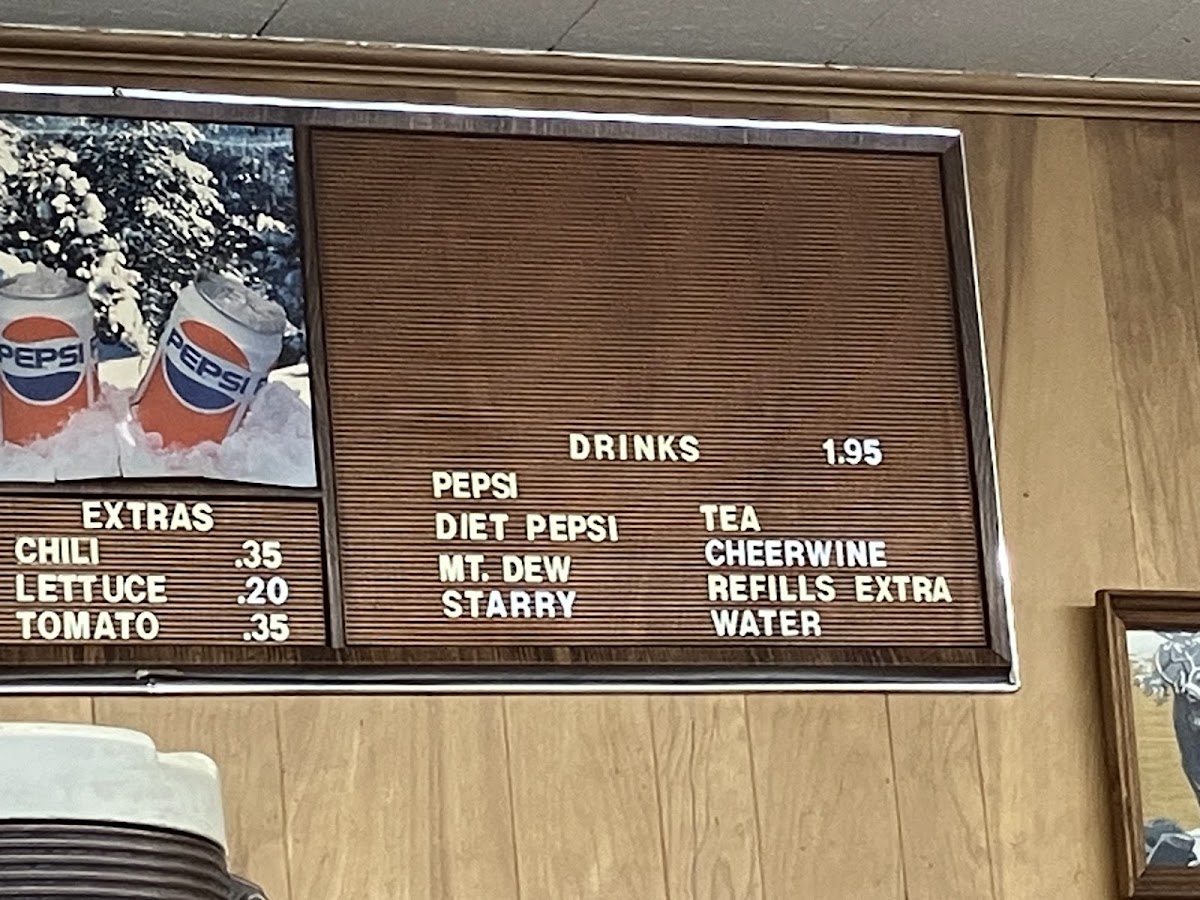 PEPSI
PEPSI
EXTRAS
CHILI .35
LETTUCE .20
TOMATO .35
DRINKS 1.95
PEPSI
DIET PEPSI
MT. DEW
STARRY
TEA
CHEERWINE
REFILLS EXTRA
WATER